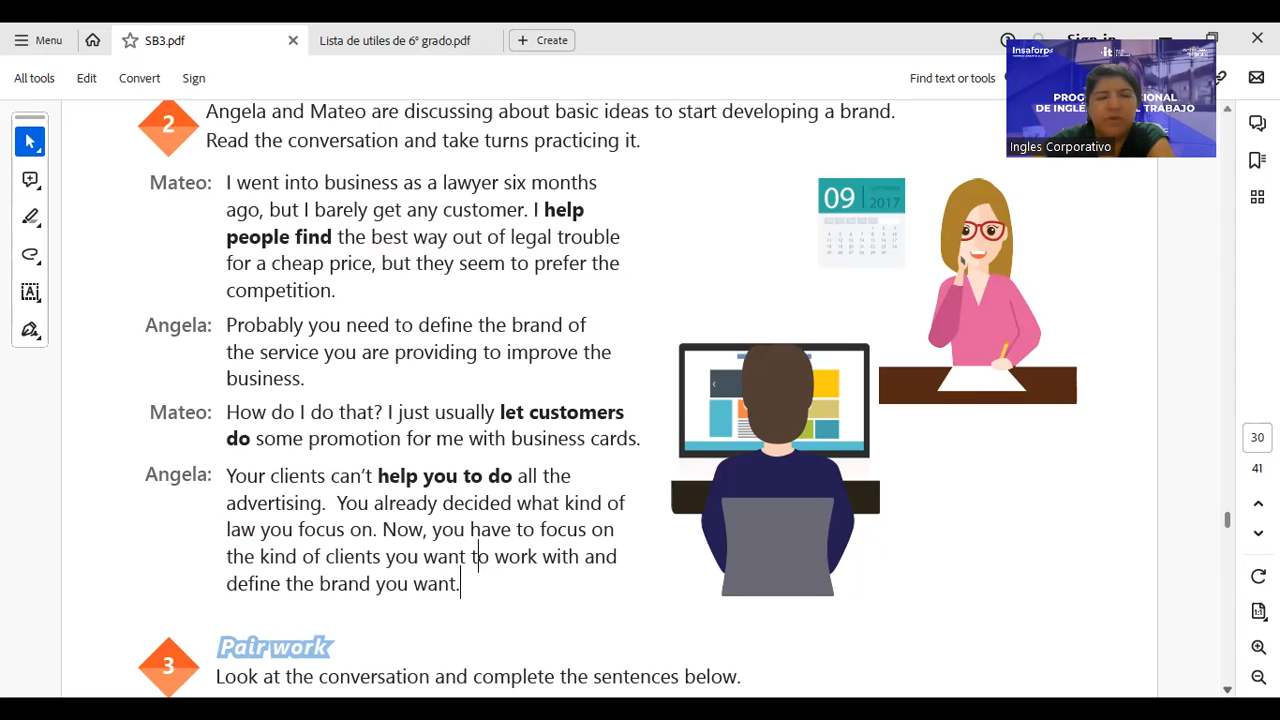 Menu
SB3.pdf
Lista de utiles de 6º grado.pdf
Create
Sign in
All tools
Edit
Convert
Sign
Find text or tools
Insaforp
it
DE INGLÉ
L TRABAJO
Ingles Corporativo
2
Angela and Mateo are discussing about basic ideas to start developing a brand.
Read the conversation and take turns practicing it.
Mateo: I went into business as a lawyer six months
ago, but I barely get any customer. I help
people find the best way out of legal trouble
for a cheap price, but they seem to prefer the
competition.
Angela: Probably you need to define the brand of
the service you are providing to improve the
business.
Mateo: How do I do that? I just usually let customers
do some promotion for me with business cards.
Angela: Your clients can't help you to do all the
advertising. You already decided what kind of
law you focus on. Now, you have to focus on
the kind of clients you want to work with and
define the brand you want.
09
2017
3
Pair work
Look at the conversation and complete the sentences below.
30
41